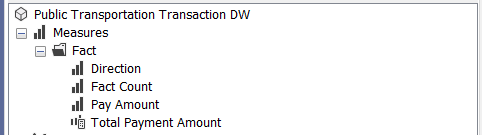 Public Transportation Transaction DW
Measures
Fact
Direction
Fact Count
Pay Amount
Total Payment Amount